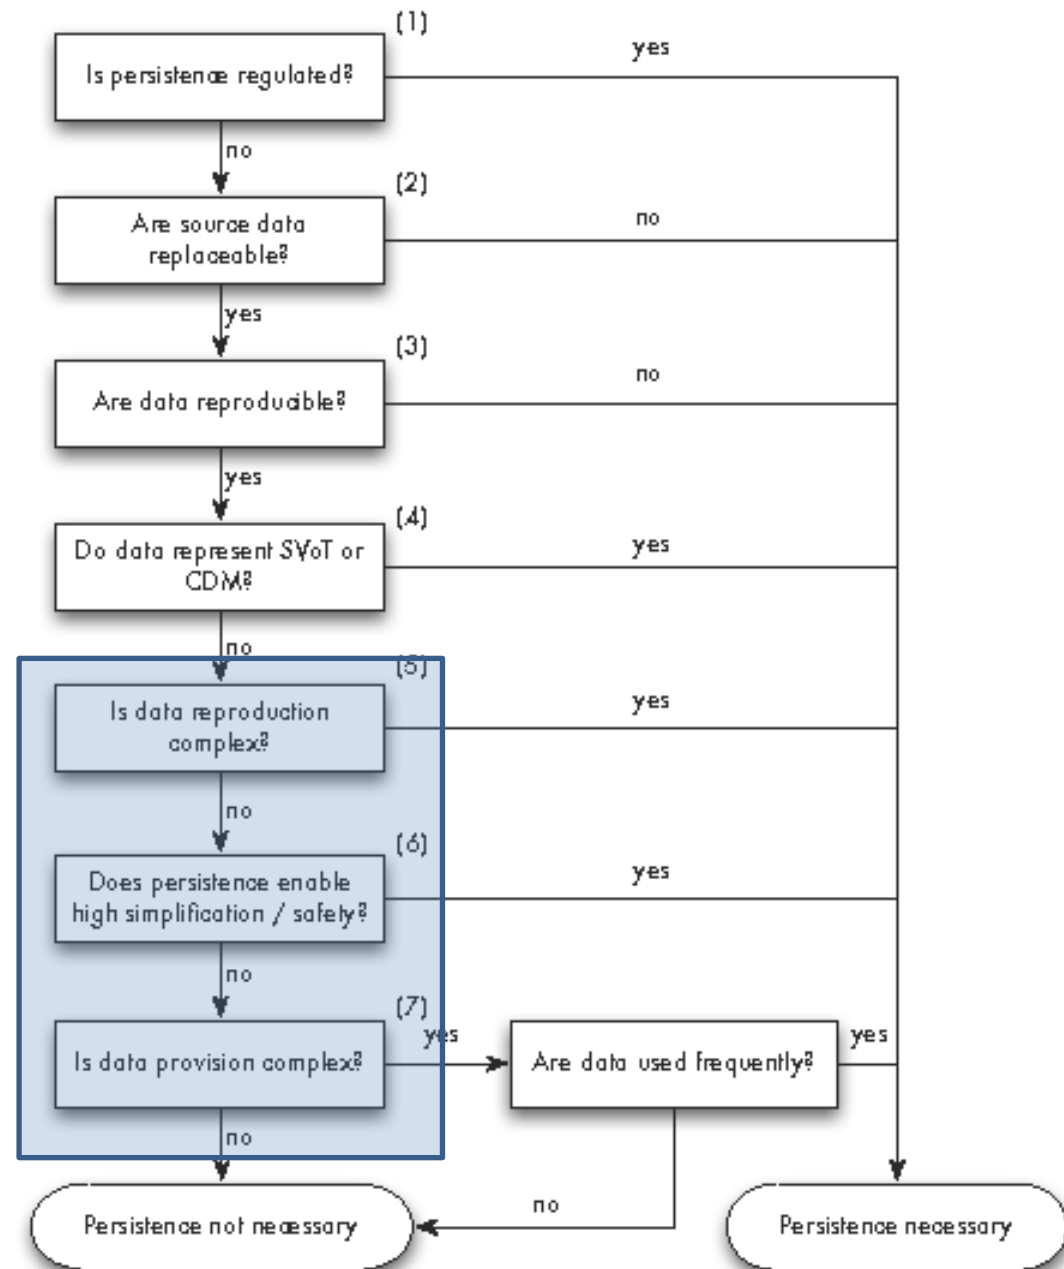 (1)
Is persistence regulated?
yes
no
(2)
Are source data
replaceable?
no
yes
(3)
Are data reproducible?
no
yes
(4)
Do data represent SVoT or
CDM?
yes
no
(5)
Is data reproduction
complex?
yes
no
(6)
Does persistence enable
high simplification / safety?
yes
no
(7)
Is data provision complex?
yes
Are data used frequently?
yes
no
no
Persistence not necessary
Persistence necessary